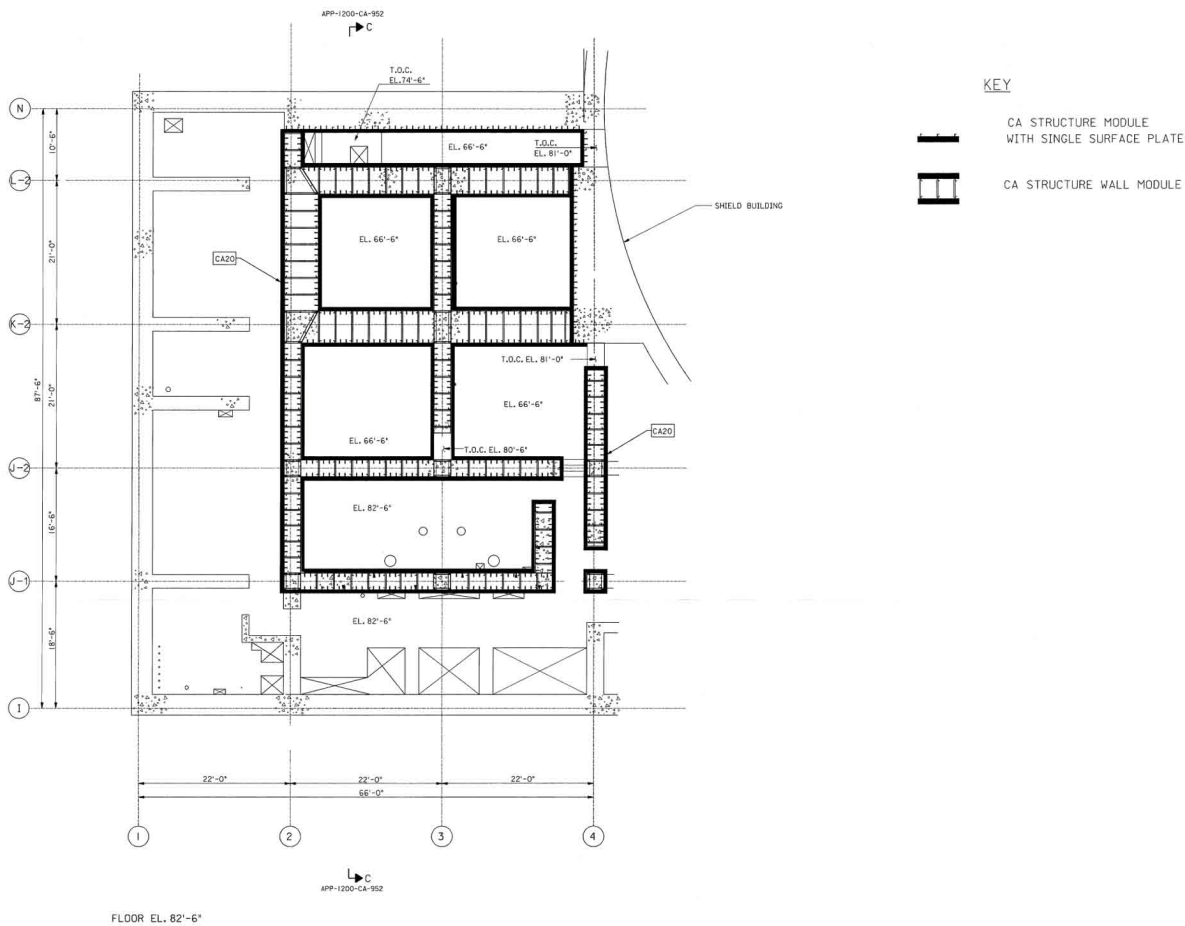 APP-1200-CA-952
C
T.O.C.
EL.74'-6"
KEY
N
CA STRUCTURE MODULE
WITH SINGLE SURFACE PLATE
10'-6"
EL. 66'-6"
T.O.C.
EL. 81'-0"
L-2
CA STRUCTURE WALL MODULE
SHIELD BUILDING
21'-0"
EL. 66'-6"
EL. 66'-6"
CA20
K-2
T.O.C. EL. 81'-0"
87'-6"
21'-0"
EL. 66'-6"
CA20
EL. 66'-6"
T.O.C. EL. 80'-6"
J-2
16'-6"
EL. 82'-6"
J-1
EL. 82'-6"
18'-6"
I
22'-0"
22'-0"
22'-0"
66'-0"
1
2
3
4
C
APP-1200-CA-952
FLOOR EL. 82'-6"